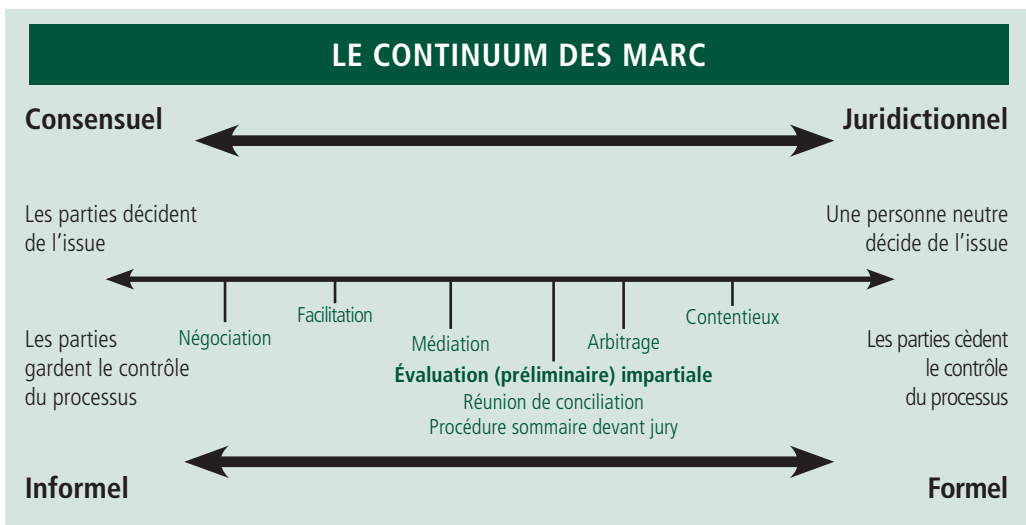 LE CONTINUUM DES MARC
Consensuel
Juridictionnel
Les parties décident
de l'issue
Une personne neutre
décide de l'issue
Négociation
Facilitation
Médiation
Évaluation (préliminaire) impartiale
Réunion de conciliation
Procédure sommaire devant jury
Arbitrage
Contentieux
Les parties
gardent le contrôle
du processus
Les parties cèdent
le contrôle
du processus
Informel
Formel